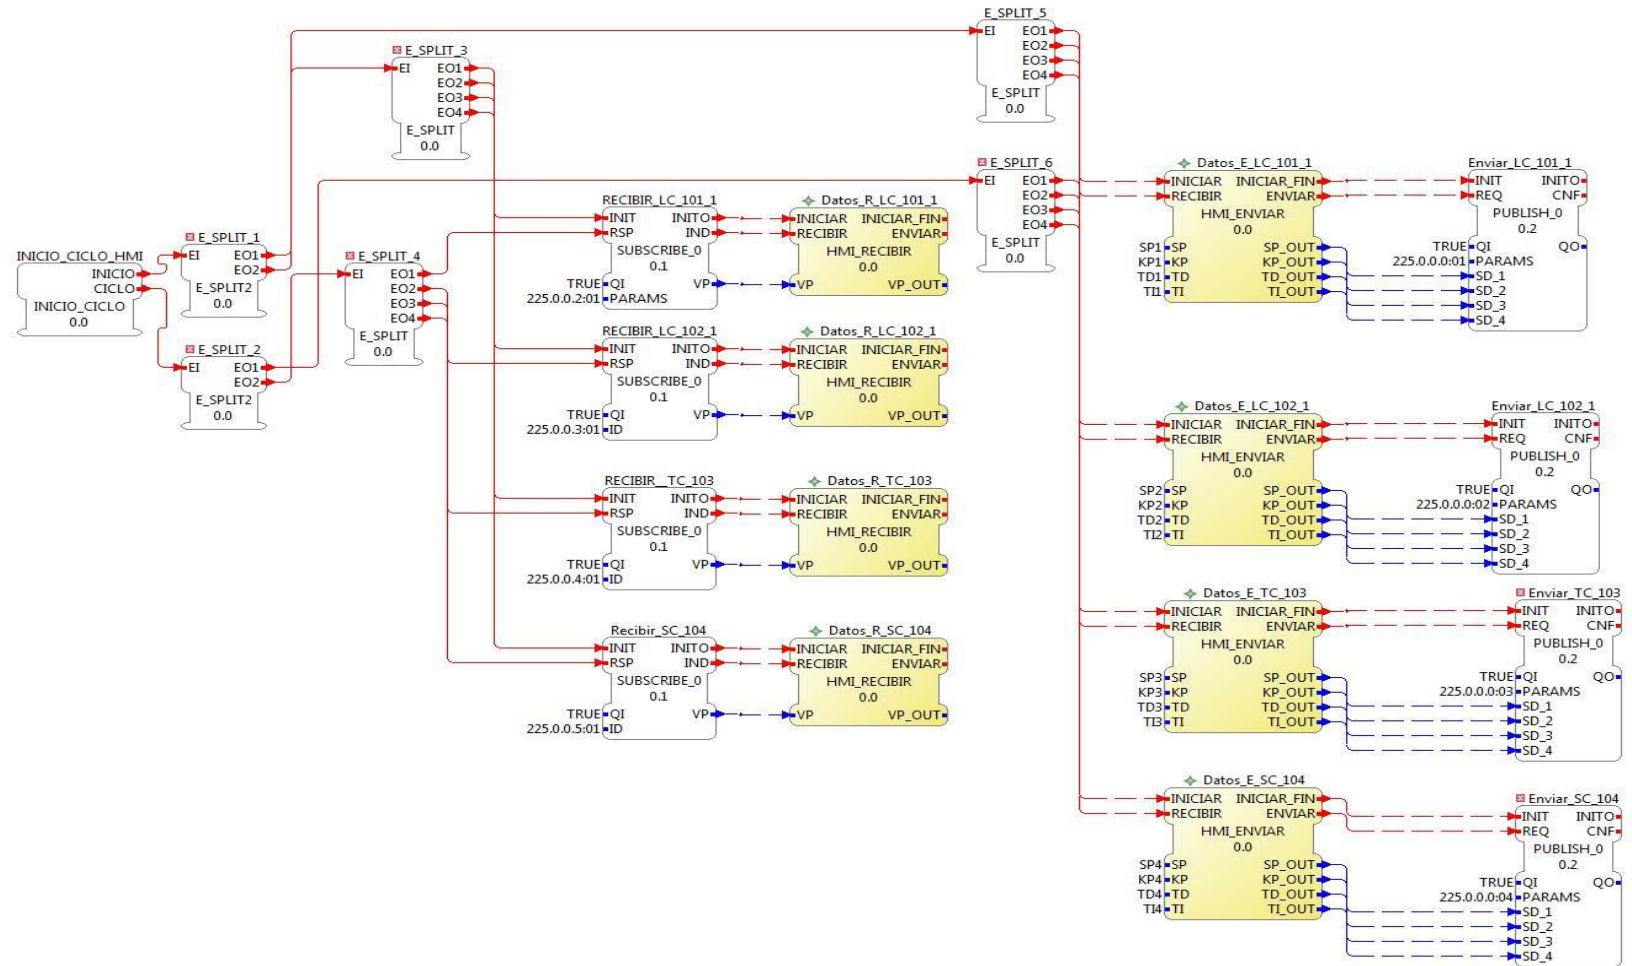 INICIO_CICLO_HMI
INICIO
CICLO
INICIO_CICLO
0.0
E_SPLIT_1
EI EO1
EO2
E_SPLIT2
0.0
E_SPLIT_2
EI EO1
EO2
E_SPLIT2
0.0
E_SPLIT_3
EI EO1
EO2
EO3
EO4
E_SPLIT
0.0
E_SPLIT_4
EI EO1
EO2
EO3
EO4
E_SPLIT
0.0
RECIBIR_LC_101_1
INIT INITO
RSP IND
SUBSCRIBE_0
0.1
TRUE QI VP
225.0.0.2:01 PARAMS
Datos_R_LC_101_1
INICIAR INICIAR_FIN
RECIBIR ENVIAR
HMI_RECIBIR
0.0
VP VP_OUT
RECIBIR_LC_102_1
INIT INITO
RSP IND
SUBSCRIBE_0
0.1
TRUE QI VP
225.0.0.3:01 ID
Datos_R_LC_102_1
INICIAR INICIAR_FIN
RECIBIR ENVIAR
HMI_RECIBIR
0.0
VP VP_OUT
RECIBIR__TC_103
INIT INITO
RSP IND
SUBSCRIBE_0
0.1
TRUE QI VP
225.0.0.4:01 ID
Datos_R_TC_103
INICIAR INICIAR_FIN
RECIBIR ENVIAR
HMI_RECIBIR
0.0
VP VP_OUT
Recibir_SC_104
INIT INITO
RSP IND
SUBSCRIBE_0
0.1
TRUE QI VP
225.0.0.5:01 ID
Datos_R_SC_104
INICIAR INICIAR_FIN
RECIBIR ENVIAR
HMI_RECIBIR
0.0
VP VP_OUT
E_SPLIT_5
EI EO1
EO2
EO3
EO4
E_SPLIT
0.0
E_SPLIT_6
EI EO1
EO2
EO3
EO4
E_SPLIT
0.0
Datos_E_LC_101_1
INICIAR INICIAR_FIN
RECIBIR ENVIAR
HMI_ENVIAR
0.0
SP1 SP SP_OUT
KP1 KP KP_OUT
TD1 TD TD_OUT
TI1 TI TI_OUT
Enviar_LC_101_1
INIT INITO
REQ CNF
PUBLISH_0
0.2
TRUE QI QO
225.0.0.0:01 PARAMS
SD_1
SD_2
SD_3
SD_4
Datos_E_LC_102_1
INICIAR INICIAR_FIN
RECIBIR ENVIAR
HMI_ENVIAR
0.0
SP2 SP SP_OUT
KP2 KP KP_OUT
TD2 TD TD_OUT
TI2 TI TI_OUT
Enviar_LC_102_1
INIT INITO
REQ CNF
PUBLISH_0
0.2
TRUE QI QO
225.0.0.0:02 PARAMS
SD_1
SD_2
SD_3
SD_4
Datos_E_TC_103
INICIAR INICIAR_FIN
RECIBIR ENVIAR
HMI_ENVIAR
0.0
SP3 SP SP_OUT
KP3 KP KP_OUT
TD3 TD TD_OUT
TI3 TI TI_OUT
Enviar_TC_103
INIT INITO
REQ CNF
PUBLISH_0
0.2
TRUE QI QO
225.0.0.0:03 PARAMS
SD_1
SD_2
SD_3
SD_4
Datos_E_SC_104
INICIAR INICIAR_FIN
RECIBIR ENVIAR
HMI_ENVIAR
0.0
SP4 SP SP_OUT
KP4 KP KP_OUT
TD4 TD TD_OUT
TI4 TI TI_OUT
Enviar_SC_104
INIT INITO
REQ CNF
PUBLISH_0
0.2
TRUE QI QO
225.0.0.0:04 PARAMS
SD_1
SD_2
SD_3
SD_4